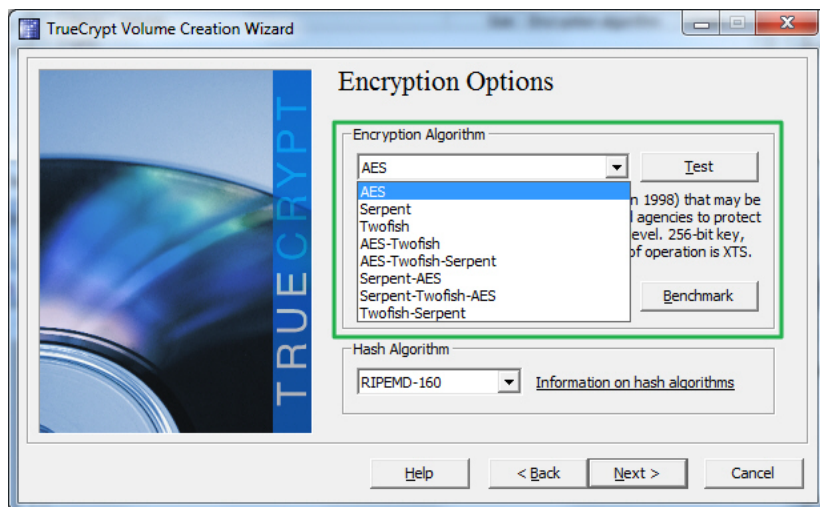 TrueCrypt Volume Creation Wizard
Encryption Options
Encryption Algorithm
AES
Test
AES
Serpent
Twofish
AES-Twofish
AES-Twofish-Serpent
Serpent-AES
Serpent-Twofish-AES
Twofish-Serpent
n 1998) that may be
agencies to protect
evel. 256-bit key,
of operation is XTS.
Benchmark
Hash Algorithm
RIPEMD-160
Information on hash algorithms
TRUECRYPT
Help
< Back
Next >
Cancel